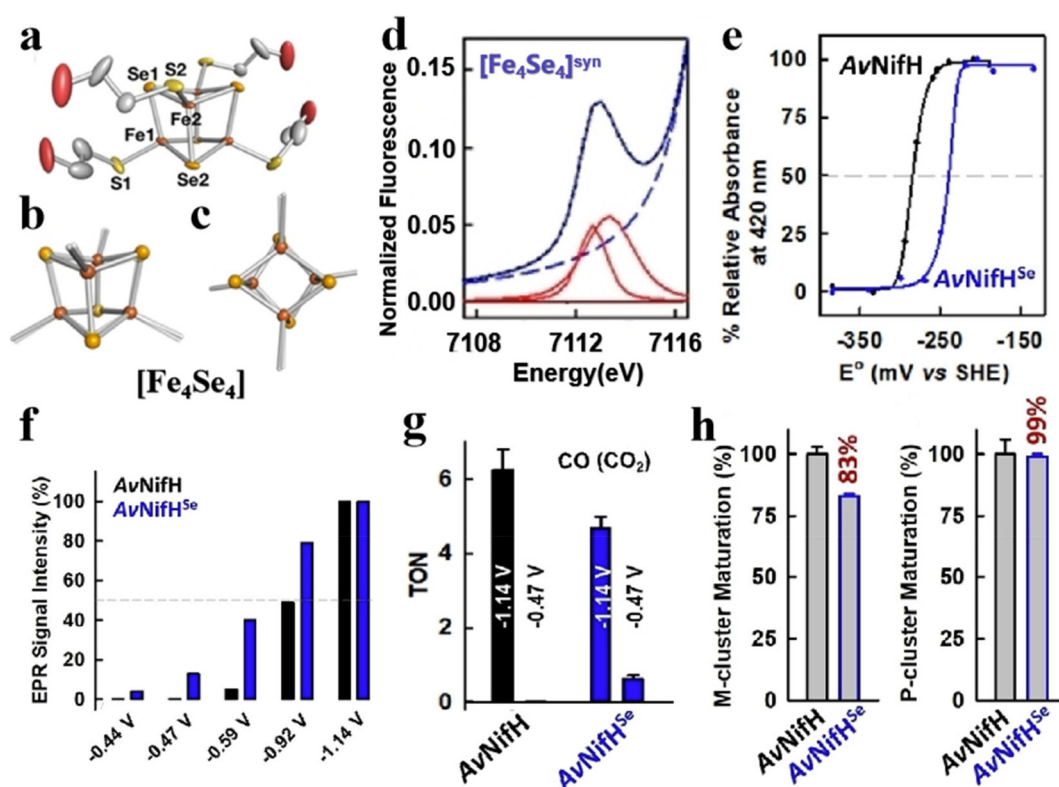 a
Se1
S2
Fe1
Fe2
S1
Se2
b
c
[Fe4Se4]
d
[Fe4Se4]syn
Normalized Fluorescence
0.15
0.10
0.05
0.00
7108
7112
7116
Energy(eV)
e
AvNifH
AvNifHSe
% Relative Absorbance
at 420 nm
100
75
50
25
0
-350
-250
-150
Eo (mV vs SHE)
f
AvNifH
AvNifHSe
EPR Signal Intensity (%)
100
80
60
40
20
0
-0.44 V
-0.47 V
-0.59 V
-0.92 V
-1.14 V
g
CO (CO2)
TON
6
4
2
0
-1.14 V
-0.47 V
-1.14 V
-0.47 V
AvNifH
AvNifHSe
h
M-cluster Maturation (%)
100
75
50
25
0
83%
AvNifH
AvNifHSe
P-cluster Maturation (%)
100
75
50
25
0
99%
AvNifH
AvNifHSe